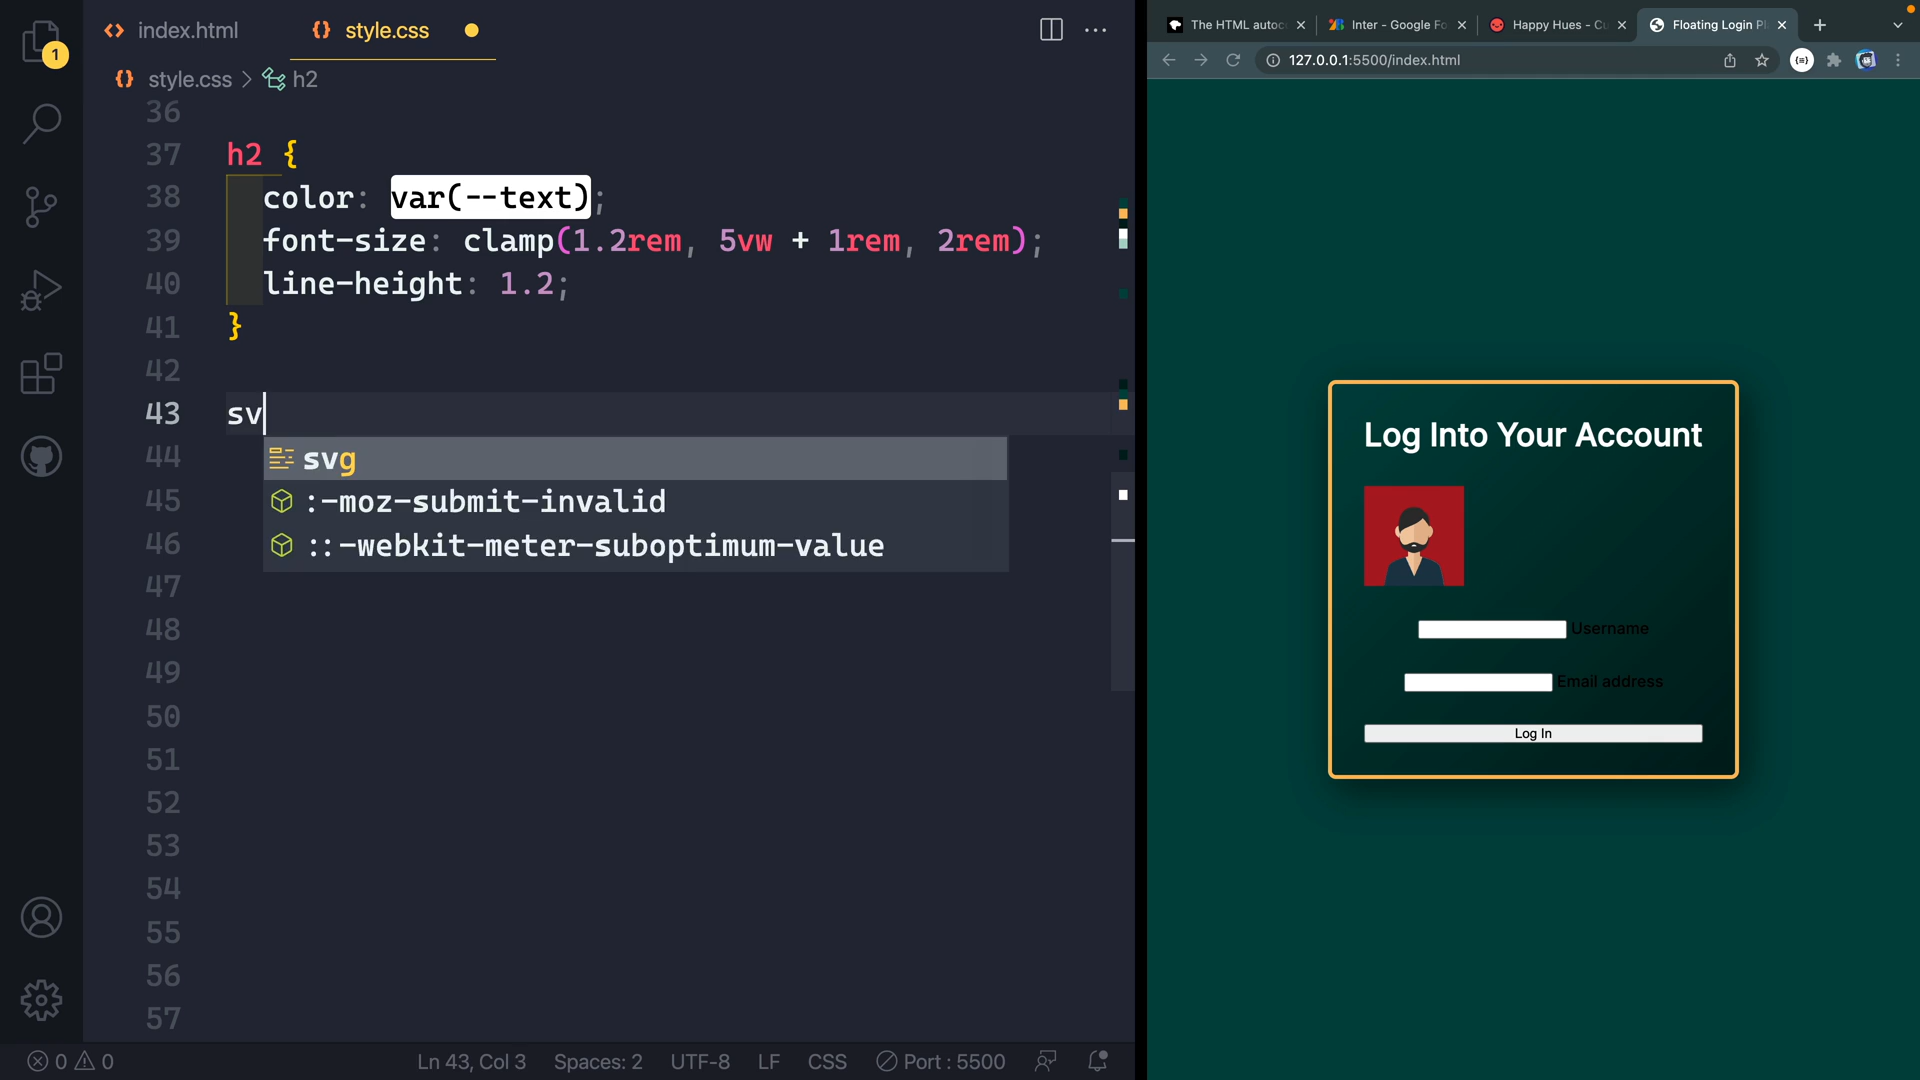 index.html
style.css
1
style.css > h2
36
37 h2 {
38 color: var(--text);
39 font-size: clamp(1.2rem, 5vw + 1rem, 2rem);
40 line-height: 1.2;
41 }
42
43 sv
44 svg
45 :-moz-submit-invalid
46 ::-webkit-meter-suboptimum-value
47
48
49
50
51
52
53
54
55
56
57
0 0 Ln 43, Col 3 Spaces: 2 UTF-8 LF CSS Port : 5500
The HTML autoc
Inter - Google Fo
Happy Hues - Cu
Floating Login Pl
127.0.0.1:5500/index.html
Log Into Your Account
Username
Email address
Log In